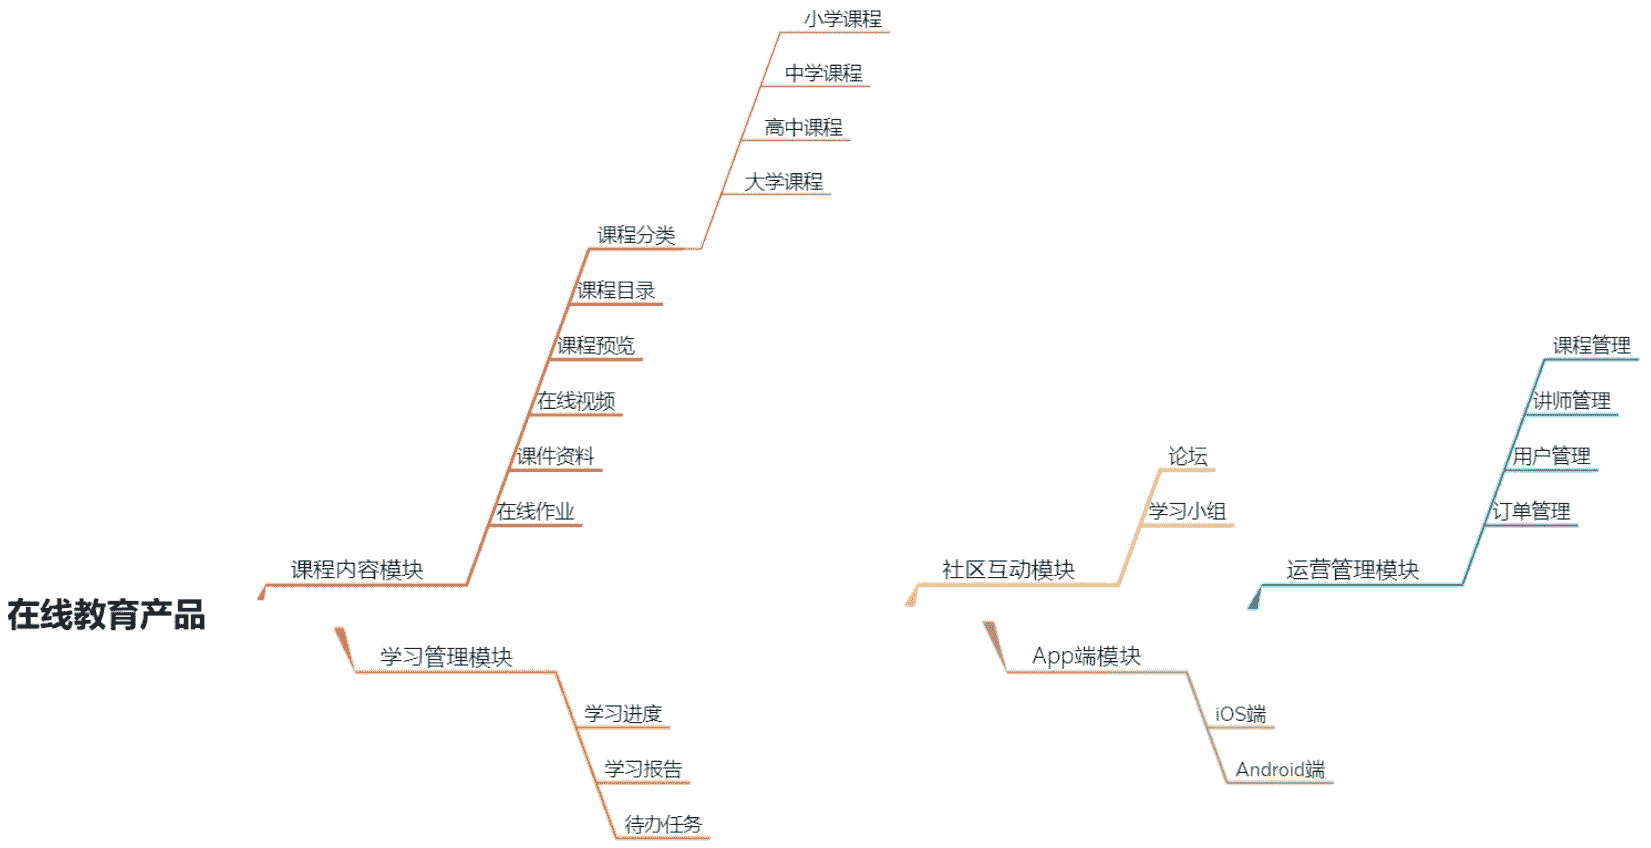 在线教育产品
课程内容模块
课程分类
小学课程
中学课程
高中课程
大学课程
课程目录
课程预览
在线视频
课件资料
在线作业
学习管理模块
学习进度
学习报告
待办任务
社区互动模块
论坛
学习小组
App端模块
iOS端
Android端
运营管理模块
课程管理
讲师管理
用户管理
订单管理